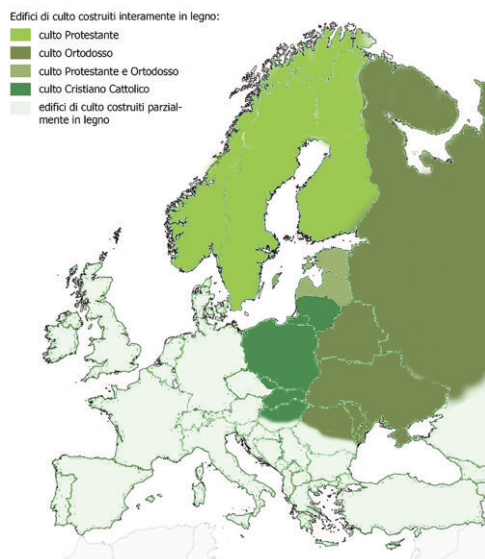 Edifici di culto costruiti interamente in legno:
culto Protestante
culto Ortodosso
culto Protestante e Ortodosso
culto Cristiano Cattolico
edifici di culto costruiti parzial-
mente in legno